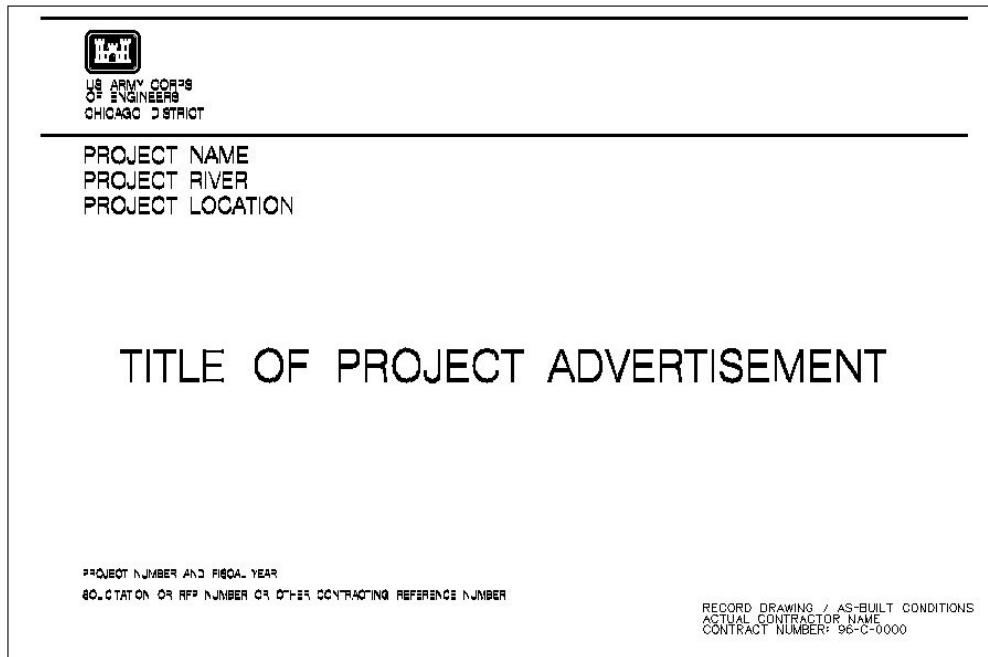 US ARMY CORPS
OF ENGINEERS
CHICAGO DISTRICT
PROJECT NAME
PROJECT RIVER
PROJECT LOCATION
TITLE OF PROJECT ADVERTISEMENT
PROJECT NUMBER AND FISCAL YEAR
SOLICITATION OR RFP NUMBER OR OTHER CONTRACTING REFERENCE NUMBER
RECORD DRAWING / AS-BUILT CONDITIONS
ACTUAL CONTRACTOR NAME
CONTRACT NUMBER: 96-C-0000